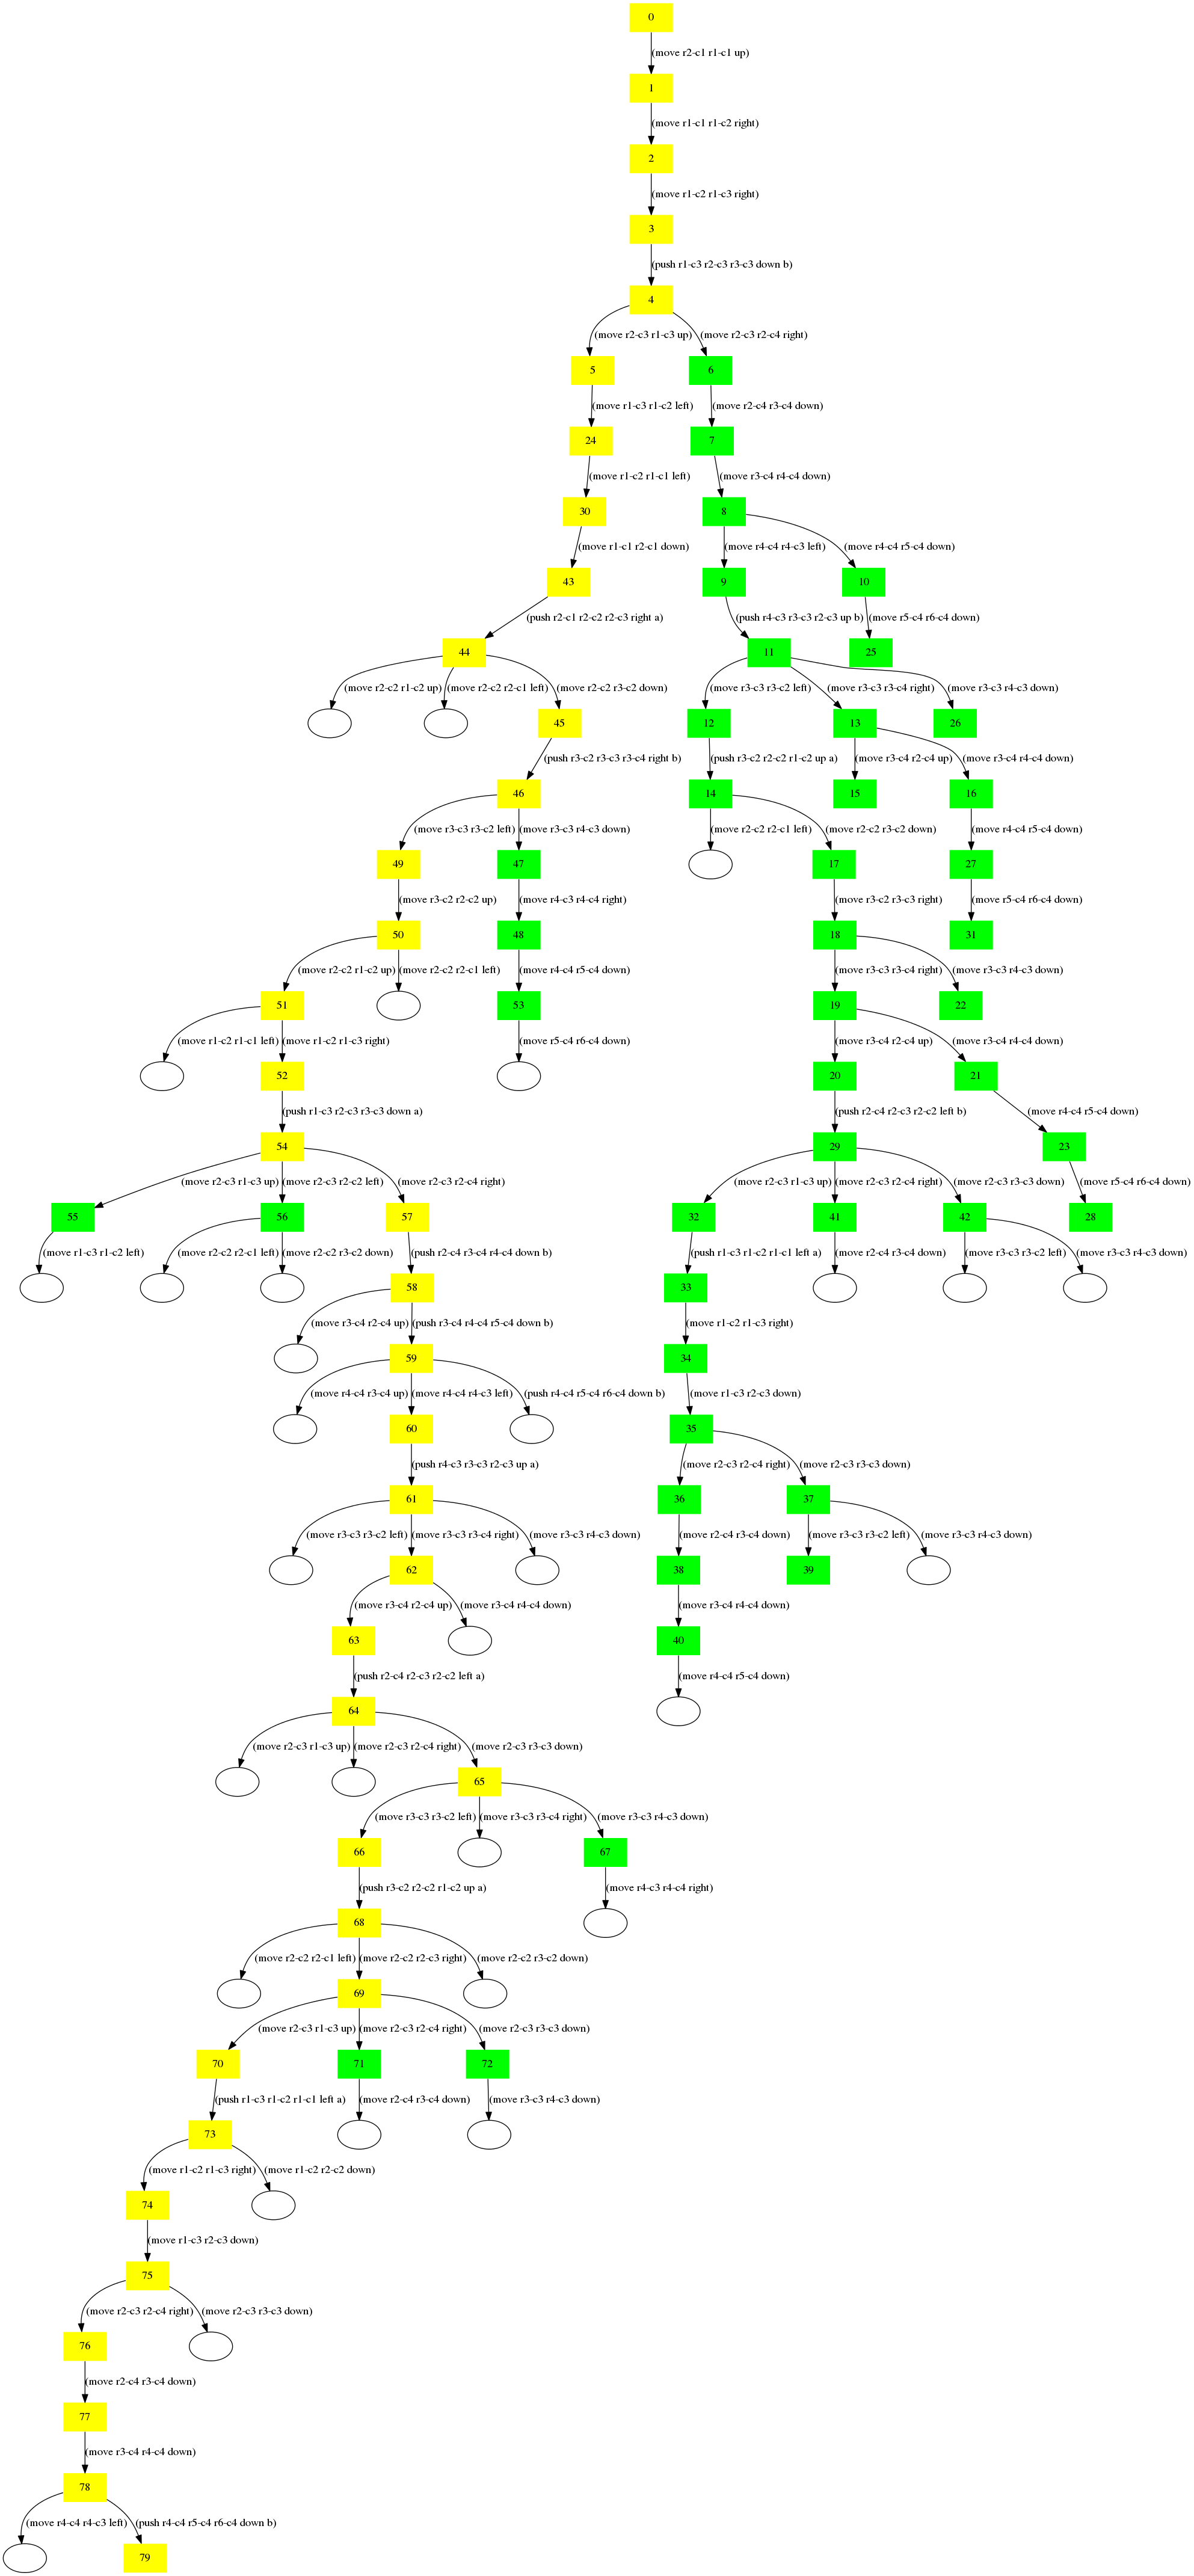 0
(move r2-c1 r1-c1 up)
1
(move r1-c1 r1-c2 right)
2
(move r1-c2 r1-c3 right)
3
(push r1-c3 r2-c3 r3-c3 down b)
4
(move r2-c3 r1-c3 up) (move r2-c3 r2-c4 right)
5 6
(move r1-c3 r1-c2 left) (move r2-c4 r3-c4 down)
24 7
(move r1-c2 r1-c1 left) (move r3-c4 r4-c4 down)
30 8
(move r1-c1 r2-c1 down) (move r4-c4 r4-c3 left) (move r4-c4 r5-c4 down)
43 9 10
(push r2-c1 r2-c2 r2-c3 right a) (push r4-c3 r3-c3 r2-c3 up b) (move r5-c4 r6-c4 down)
44 11 25
(move r2-c2 r1-c2 up) (move r2-c2 r2-c1 left) (move r2-c2 r3-c2 down) (move r3-c3 r3-c2 left) (move r3-c3 r3-c4 right) (move r3-c3 r4-c3 down)
45 12 13 26
(push r3-c2 r3-c3 r3-c4 right b) (push r3-c2 r2-c2 r1-c2 up a) (move r3-c4 r2-c4 up) (move r3-c4 r4-c4 down)
46 14 15 16
(move r3-c3 r3-c2 left) (move r3-c3 r4-c3 down) (move r2-c2 r2-c1 left) (move r2-c2 r3-c2 down) (move r4-c4 r5-c4 down)
49 47 17 27
(move r3-c2 r2-c2 up) (move r4-c3 r4-c4 right) (move r3-c2 r3-c3 right) (move r5-c4 r6-c4 down)
50 48 18 31
(move r2-c2 r1-c2 up) (move r2-c2 r2-c1 left) (move r4-c4 r5-c4 down) (move r3-c3 r3-c4 right) (move r3-c3 r4-c3 down)
51 53 19 22
(move r1-c2 r1-c1 left) (move r1-c2 r1-c3 right) (move r5-c4 r6-c4 down) (move r3-c4 r2-c4 up) (move r3-c4 r4-c4 down)
52 20 21
(push r1-c3 r2-c3 r3-c3 down a) (push r2-c4 r2-c3 r2-c2 left b) (move r4-c4 r5-c4 down)
54 29 23
(move r2-c3 r1-c3 up) (move r2-c3 r2-c2 left) (move r2-c3 r2-c4 right) (move r2-c3 r1-c3 up) (move r2-c3 r2-c4 right) (move r2-c3 r3-c3 down) (move r5-c4 r6-c4 down)
55 56 57 32 41 42 28
(move r1-c3 r1-c2 left) (move r2-c2 r2-c1 left) (move r2-c2 r3-c2 down) (push r2-c4 r3-c4 r4-c4 down b) (push r1-c3 r1-c2 r1-c1 left a) (move r2-c4 r3-c4 down) (move r3-c3 r3-c2 left) (move r3-c3 r4-c3 down)
58 33
(move r3-c4 r2-c4 up) (push r3-c4 r4-c4 r5-c4 down b) (move r1-c2 r1-c3 right)
59 34
(move r4-c4 r3-c4 up) (move r4-c4 r4-c3 left) (push r4-c4 r5-c4 r6-c4 down b) (move r1-c3 r2-c3 down)
60 35
(push r4-c3 r3-c3 r2-c3 up a) (move r2-c3 r2-c4 right) (move r2-c3 r3-c3 down)
61 36 37
(move r3-c3 r3-c2 left) (move r3-c3 r3-c4 right) (move r3-c3 r4-c3 down) (move r2-c4 r3-c4 down) (move r3-c3 r3-c2 left) (move r3-c3 r4-c3 down)
62 38 39
(move r3-c4 r2-c4 up) (move r3-c4 r4-c4 down) (move r3-c4 r4-c4 down)
63 40
(push r2-c4 r2-c3 r2-c2 left a) (move r4-c4 r5-c4 down)
64
(move r2-c3 r1-c3 up) (move r2-c3 r2-c4 right) (move r2-c3 r3-c3 down)
65
(move r3-c3 r3-c2 left) (move r3-c3 r3-c4 right) (move r3-c3 r4-c3 down)
66 67
(push r3-c2 r2-c2 r1-c2 up a) (move r4-c3 r4-c4 right)
68
(move r2-c2 r2-c1 left) (move r2-c2 r2-c3 right) (move r2-c2 r3-c2 down)
69
(move r2-c3 r1-c3 up) (move r2-c3 r2-c4 right) (move r2-c3 r3-c3 down)
70 71 72
(push r1-c3 r1-c2 r1-c1 left a) (move r2-c4 r3-c4 down) (move r3-c3 r4-c3 down)
73
(move r1-c2 r1-c3 right) (move r1-c2 r2-c2 down)
74
(move r1-c3 r2-c3 down)
75
(move r2-c3 r2-c4 right) (move r2-c3 r3-c3 down)
76
(move r2-c4 r3-c4 down)
77
(move r3-c4 r4-c4 down)
78
(move r4-c4 r4-c3 left) (push r4-c4 r5-c4 r6-c4 down b)
79